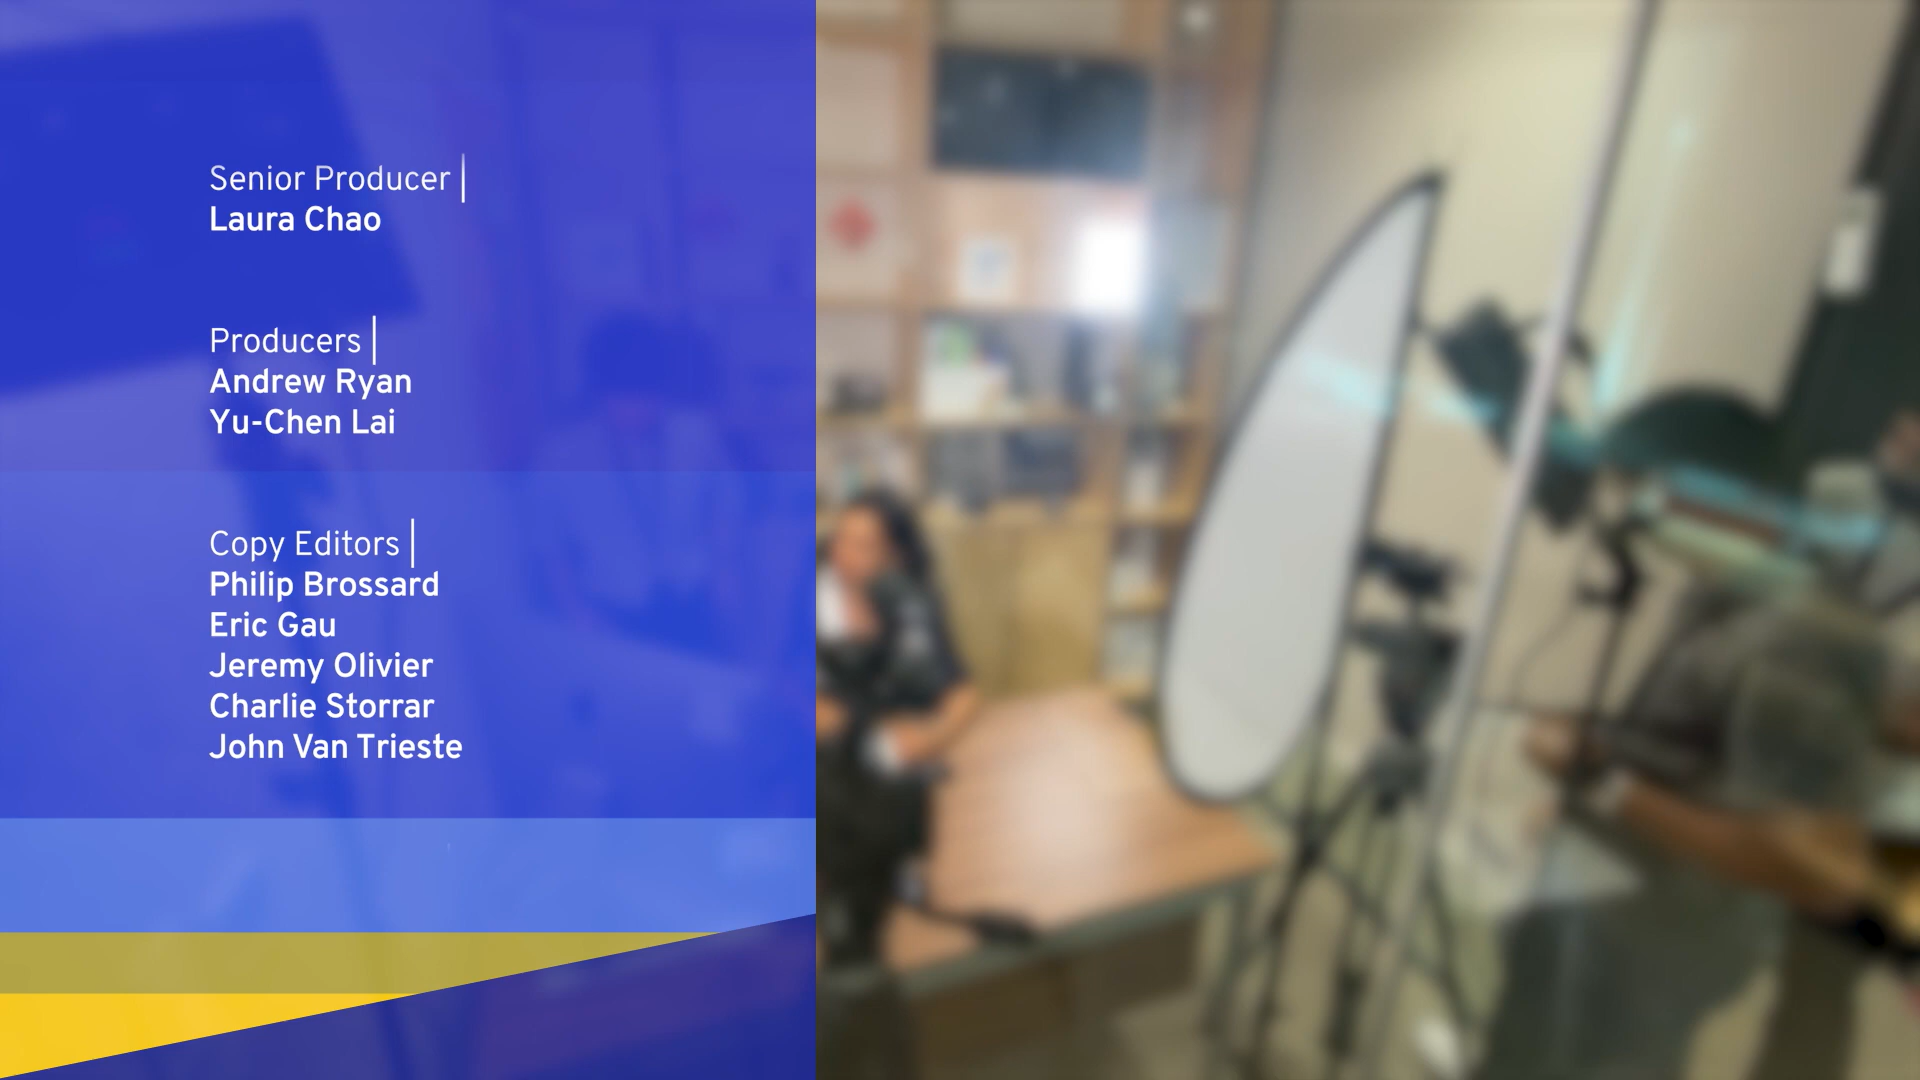 Senior Producer |
Laura Chao
Producers |
Andrew Ryan
Yu-Chen Lai
Copy Editors |
Philip Brossard
Eric Gau
Jeremy Olivier
Charlie Storrar
John Van Trieste